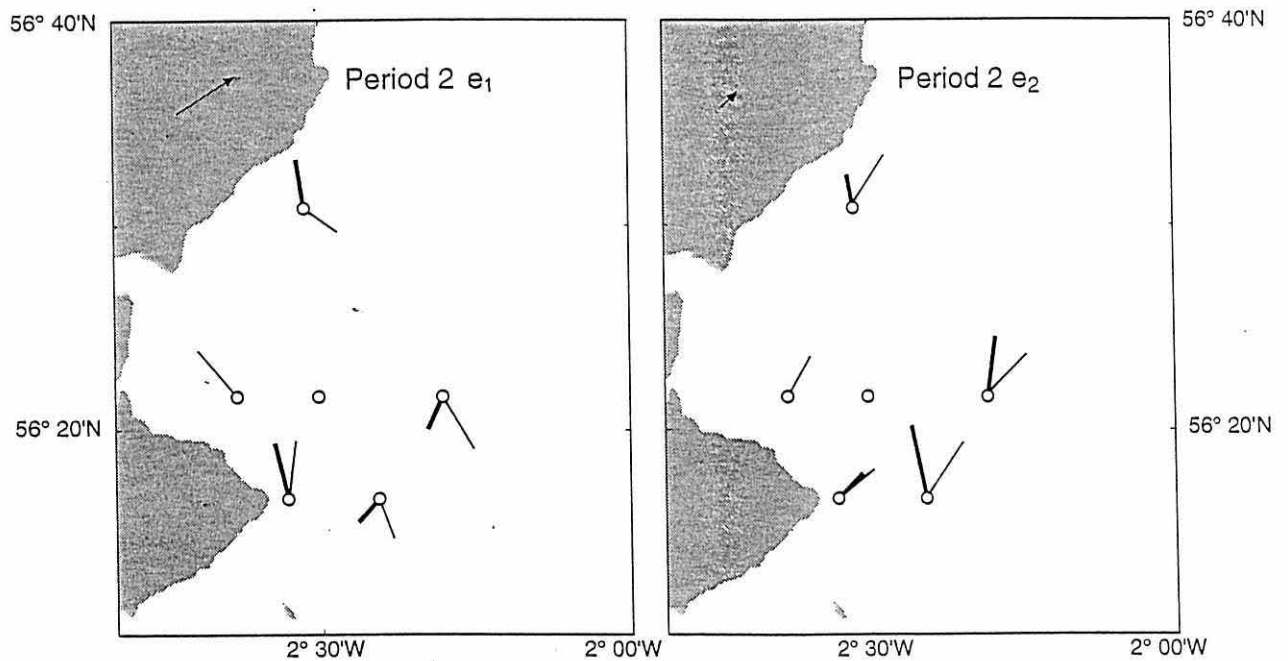 56° 40'N
56° 40'N
Period 2 e₁
Period 2 e₂
56° 20'N
56° 20'N
2° 30'W
2° 00'W
2° 30'W
2° 00'W